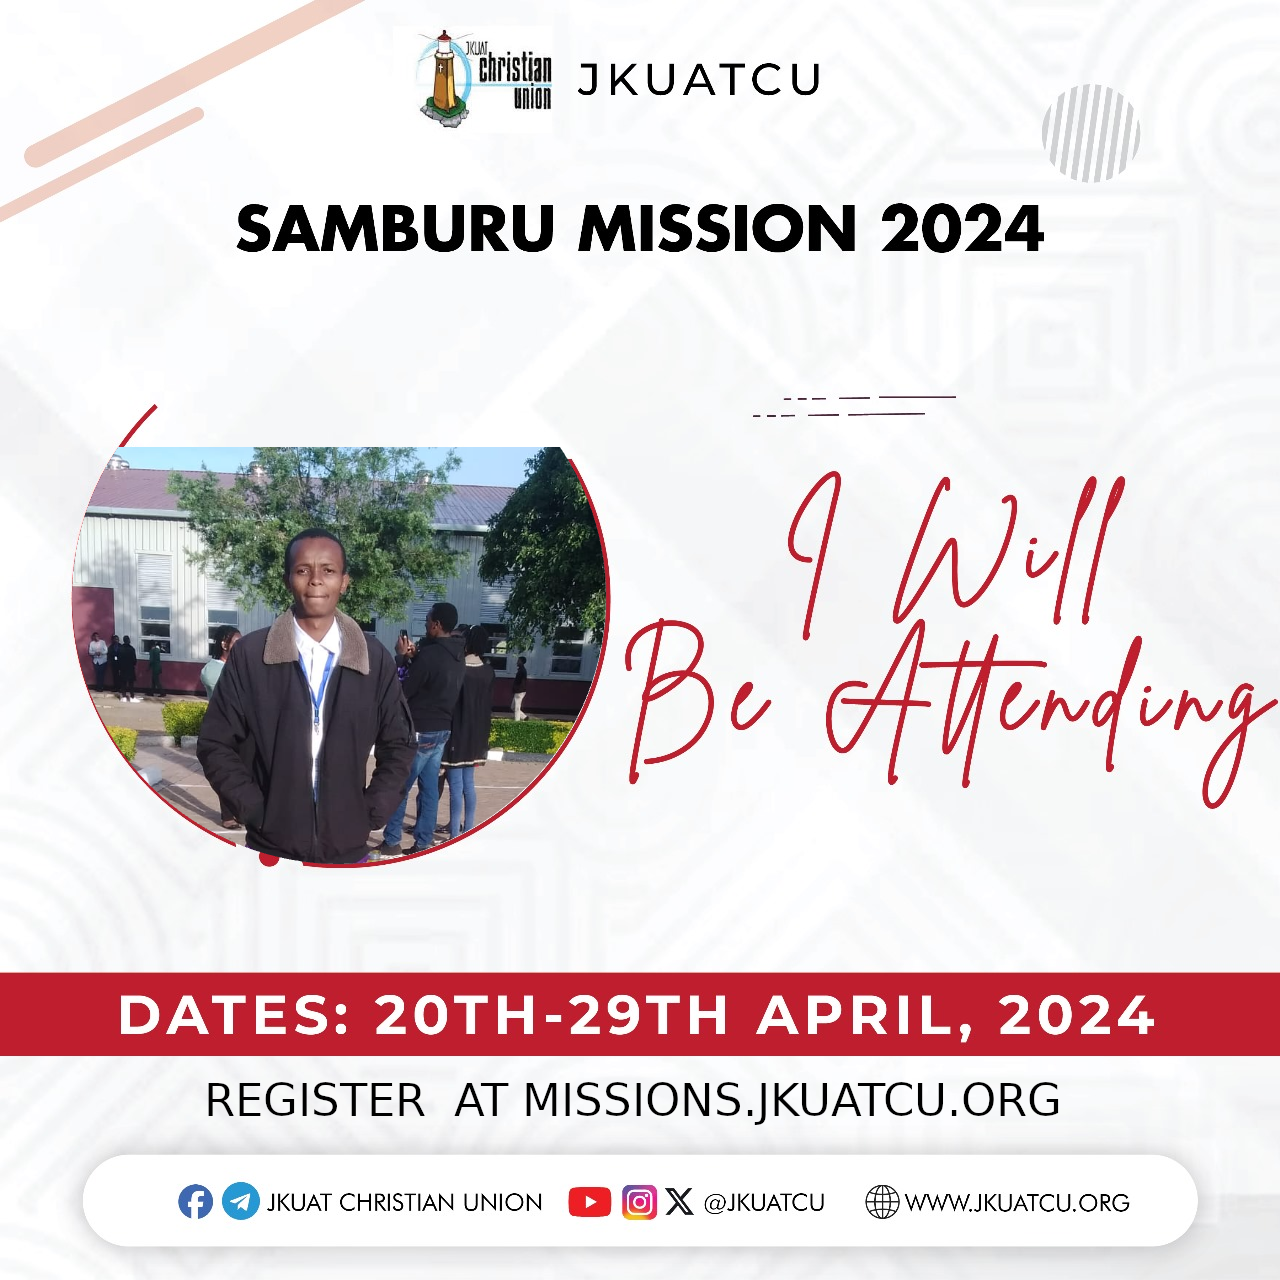 JKUAT
christian
union
JKUATCU
SAMBURU MISSION 2024
I Will
Be Attending
DATES: 20TH-29TH APRIL, 2024
REGISTER  AT MISSIONS.JKUATCU.ORG
JKUAT CHRISTIAN UNION @JKUATCU WWW.JKUATCU.ORG